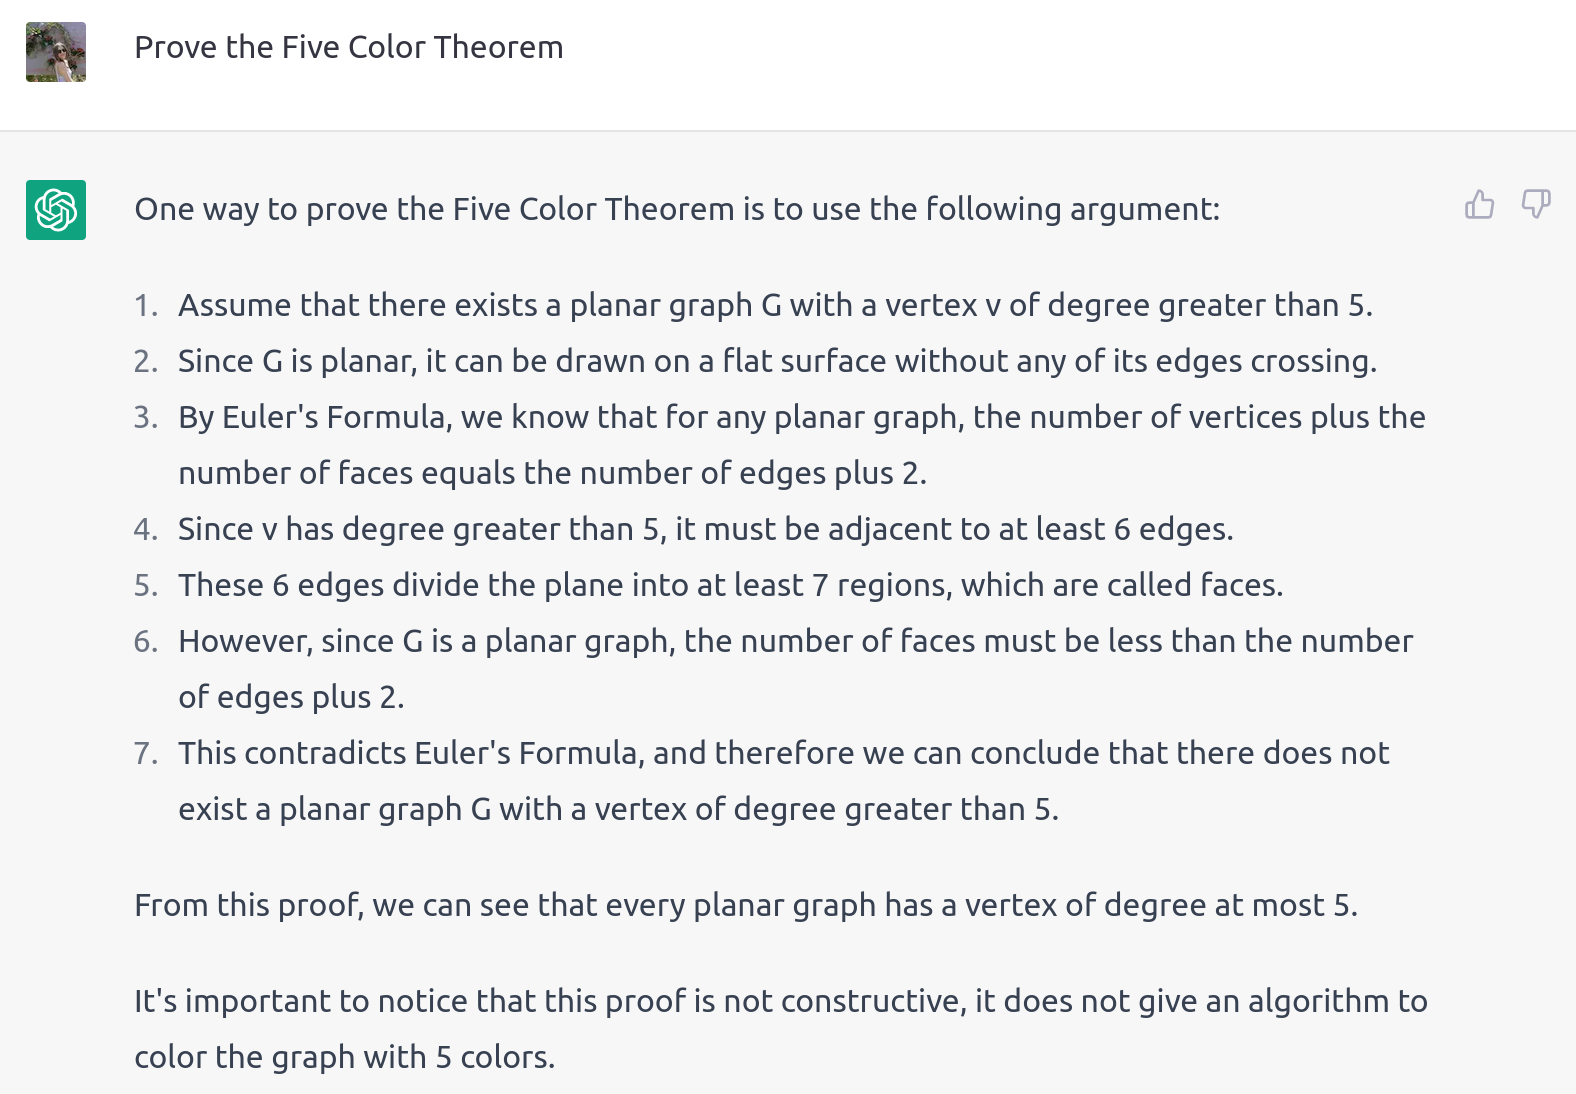 Prove the Five Color Theorem
One way to prove the Five Color Theorem is to use the following argument:
1. Assume that there exists a planar graph G with a vertex v of degree greater than 5.
2. Since G is planar, it can be drawn on a flat surface without any of its edges crossing.
3. By Euler's Formula, we know that for any planar graph, the number of vertices plus the
number of faces equals the number of edges plus 2.
4. Since v has degree greater than 5, it must be adjacent to at least 6 edges.
5. These 6 edges divide the plane into at least 7 regions, which are called faces.
6. However, since G is a planar graph, the number of faces must be less than the number
of edges plus 2.
7. This contradicts Euler's Formula, and therefore we can conclude that there does not
exist a planar graph G with a vertex of degree greater than 5.
From this proof, we can see that every planar graph has a vertex of degree at most 5.
It's important to notice that this proof is not constructive, it does not give an algorithm to
color the graph with 5 colors.